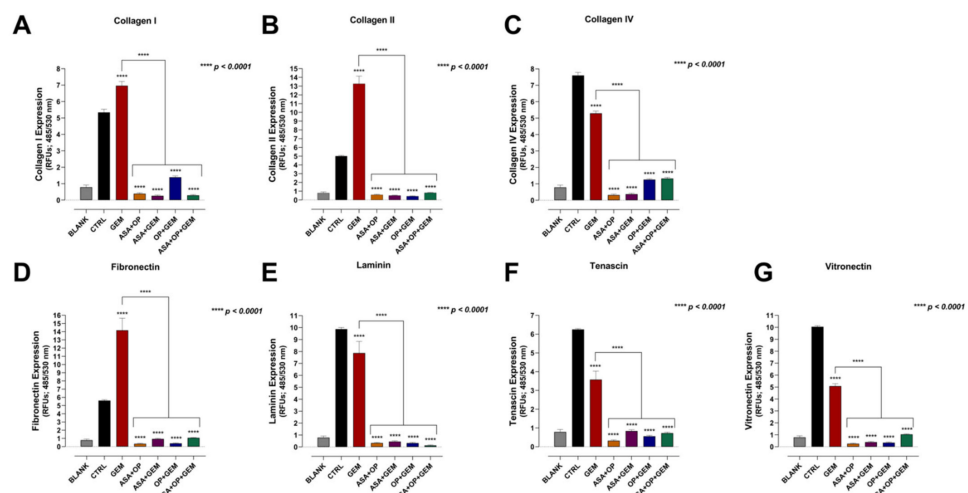 A
Collagen I
****
**** p < 0.0001
Collagen I Expression
(RFUs; 485/530 nm)
8
7
6
5
4
3
2
1
0
****
****
****
****
****
BLANK
CTRL
GEM
ASA+OP
ASA+GEM
OP+GEM
ASA+OP+GEM
B
Collagen II
****
**** p < 0.0001
Collagen II Expression
(RFUs; 485/530 nm)
15
14
13
12
11
10
9
8
7
6
5
4
3
2
1
0
****
****
****
****
****
BLANK
CTRL
GEM
ASA+OP
ASA+GEM
OP+GEM
ASA+OP+GEM
C
Collagen IV
****
**** p < 0.0001
Collagen IV Expression
(RFUs; 485/530 nm)
8
7
6
5
4
3
2
1
0
****
****
****
****
****
BLANK
CTRL
GEM
ASA+OP
ASA+GEM
OP+GEM
ASA+OP+GEM
D
Fibronectin
****
**** p < 0.0001
Fibronectin Expression
(RFUs; 485/530 nm)
16
15
14
13
12
11
10
9
8
7
6
5
4
3
2
1
0
****
****
****
****
****
BLANK
CTRL
GEM
ASA+OP
ASA+GEM
OP+GEM
ASA+OP+GEM
E
Laminin
****
**** p < 0.0001
Laminin Expression
(RFUs; 485/530 nm)
11
10
9
8
7
6
5
4
3
2
1
0
****
****
****
****
****
BLANK
CTRL
GEM
ASA+OP
ASA+GEM
OP+GEM
ASA+OP+GEM
F
Tenascin
****
**** p < 0.0001
Tenascin Expression
(RFUs; 485/530 nm)
7
6
5
4
3
2
1
0
****
****
****
****
****
BLANK
CTRL
GEM
ASA+OP
ASA+GEM
OP+GEM
ASA+OP+GEM
G
Vitronectin
****
**** p < 0.0001
Vitronectin Expression
(RFUs; 485/530 nm)
11
10
9
8
7
6
5
4
3
2
1
0
****
****
****
****
****
BLANK
CTRL
GEM
ASA+OP
ASA+GEM
OP+GEM
ASA+OP+GEM